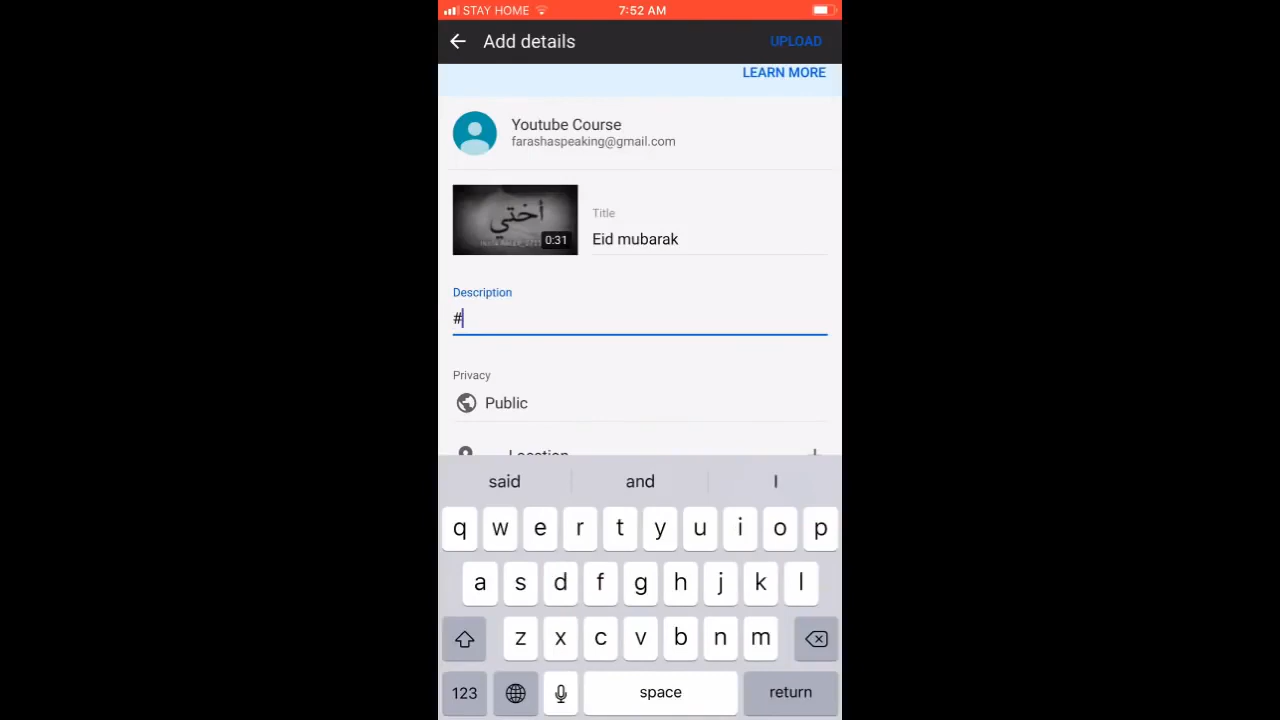 STAY HOME 7:52 AM
Add details UPLOAD
LEARN MORE
Youtube Course
farashaspeaking@gmail.com
أختي
0:31
Title
Eid mubarak
Description
#
Privacy
Public
Location
said and I
q w e r t y u i o p
a s d f g h j k l
z x c v b n m
123 space return